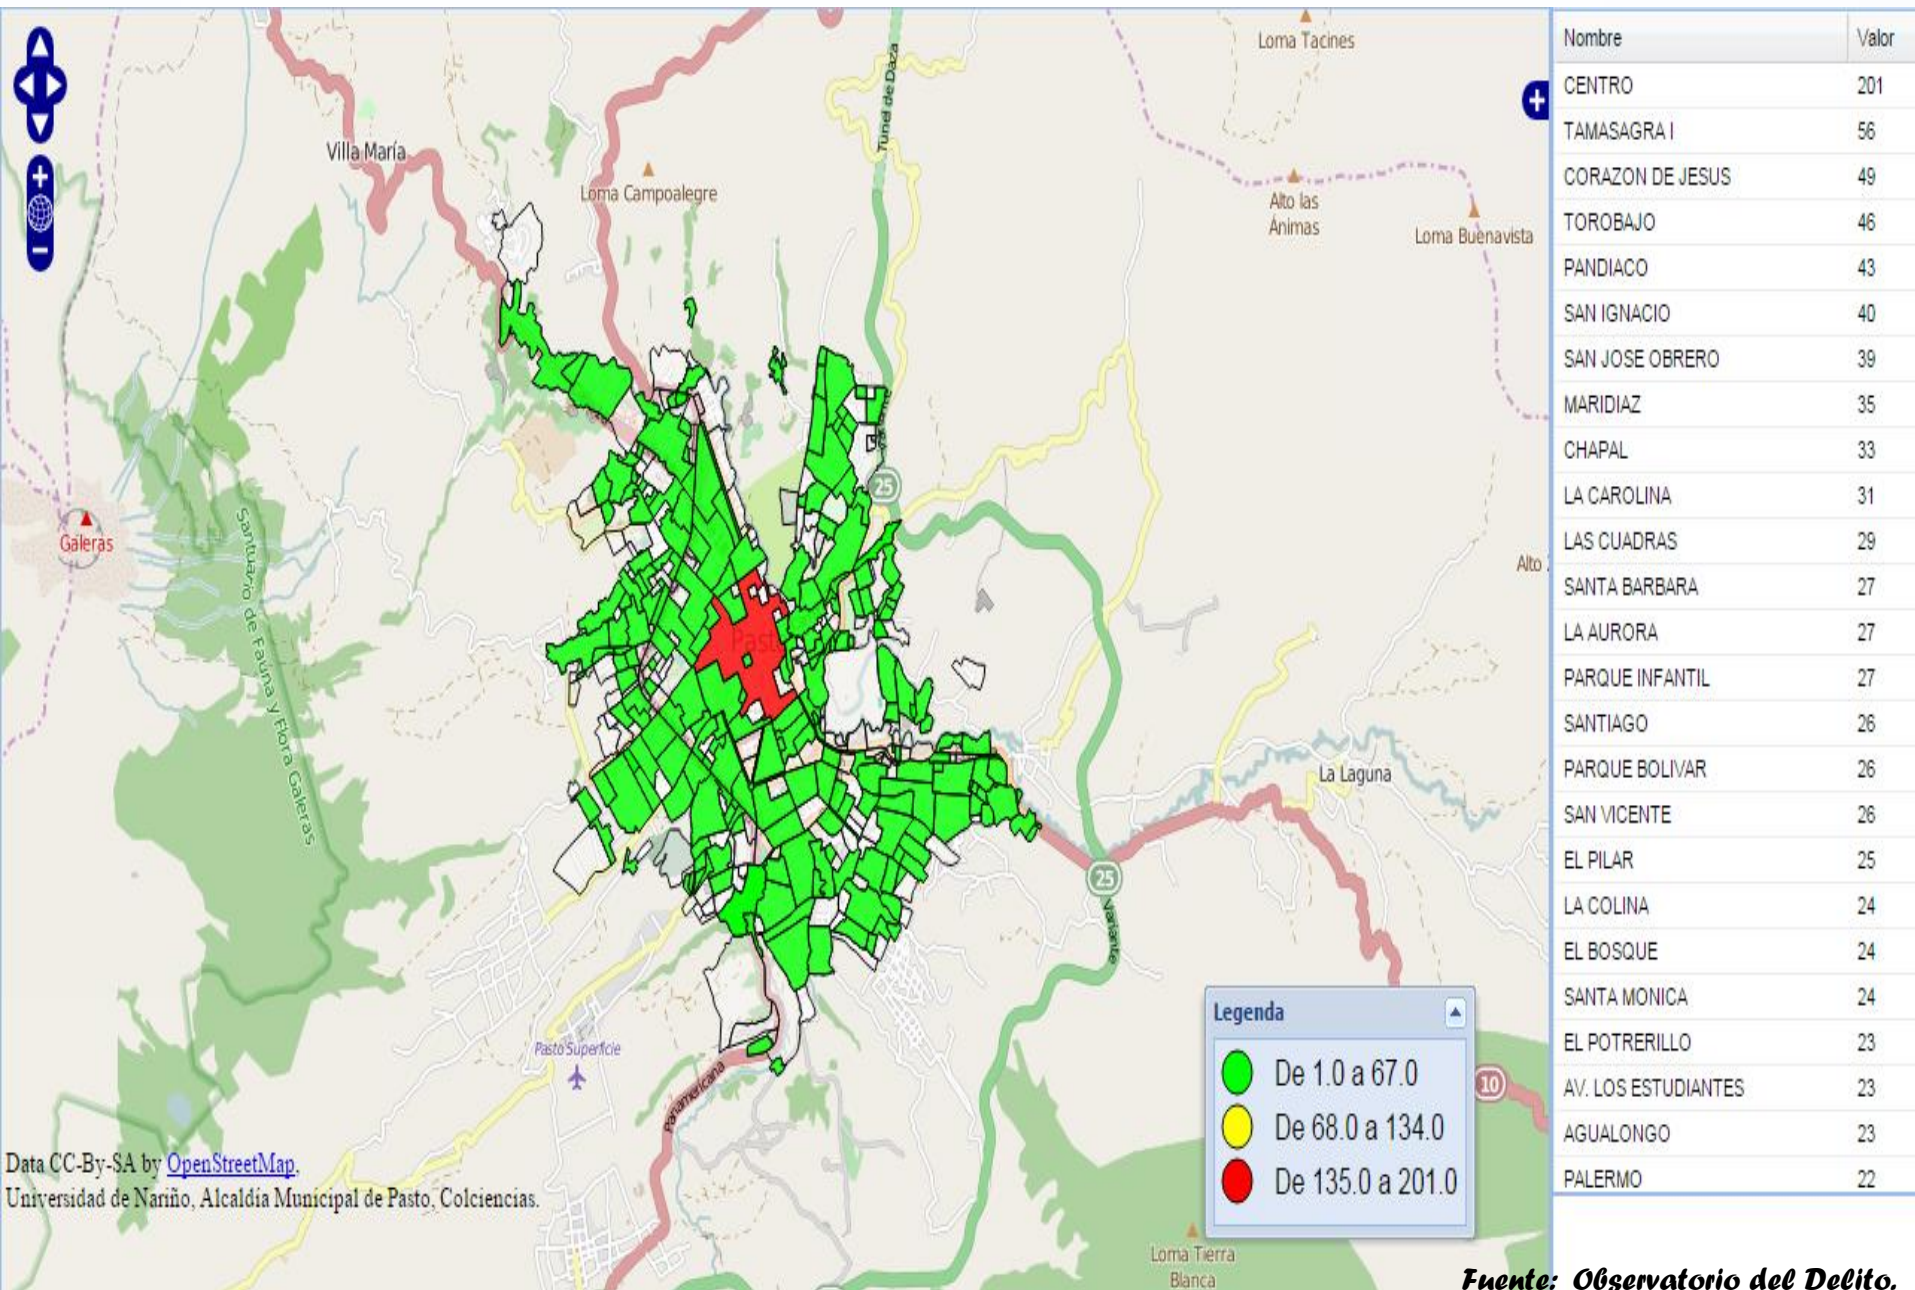 Loma Tacines
Tunel de Daza
Villa María
Loma Campoalegre
Alto las
Ánimas
Loma Buenavista
25
Galeras
Santuario de Fauna y Flora Galeras
Alto
Pasto
La Laguna
25
Variante
Pasto Superficie
Panamericana
10
Loma Tierra
Blanca
Legenda
De 1.0 a 67.0
De 68.0 a 134.0
De 135.0 a 201.0
Data CC-By-SA by OpenStreetMap.
Universidad de Nariño, Alcaldía Municipal de Pasto, Colciencias.
Nombre Valor
CENTRO 201
TAMASAGRA I 56
CORAZON DE JESUS 49
TOROBAJO 46
PANDIACO 43
SAN IGNACIO 40
SAN JOSE OBRERO 39
MARIDIAZ 35
CHAPAL 33
LA CAROLINA 31
LAS CUADRAS 29
SANTA BARBARA 27
LA AURORA 27
PARQUE INFANTIL 27
SANTIAGO 26
PARQUE BOLIVAR 26
SAN VICENTE 26
EL PILAR 25
LA COLINA 24
EL BOSQUE 24
SANTA MONICA 24
EL POTRERILLO 23
AV. LOS ESTUDIANTES 23
AGUALONGO 23
PALERMO 22
Fuente: Observatorio del Delito.